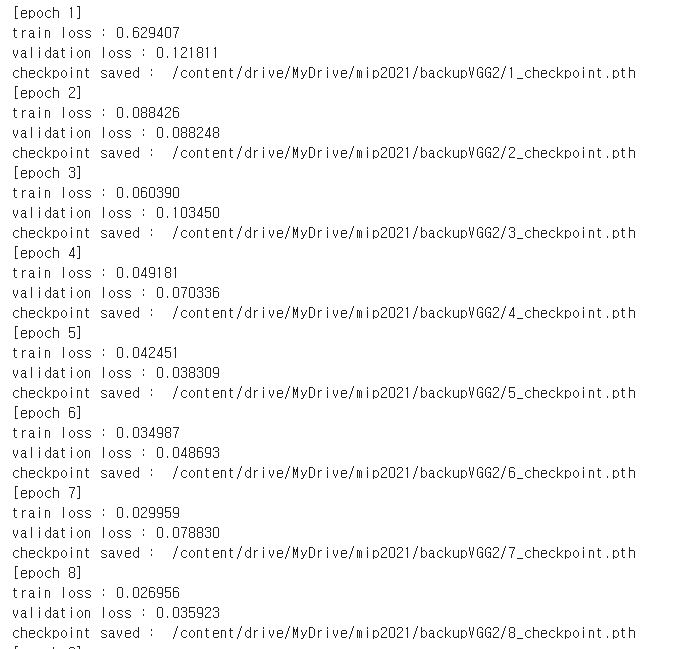 [epoch 1]
train loss : 0.629407
validation loss : 0.121811
checkpoint saved :  /content/drive/MyDrive/mip2021/backupVGG2/1_checkpoint.pth
[epoch 2]
train loss : 0.088426
validation loss : 0.088248
checkpoint saved :  /content/drive/MyDrive/mip2021/backupVGG2/2_checkpoint.pth
[epoch 3]
train loss : 0.060390
validation loss : 0.103450
checkpoint saved :  /content/drive/MyDrive/mip2021/backupVGG2/3_checkpoint.pth
[epoch 4]
train loss : 0.049181
validation loss : 0.070336
checkpoint saved :  /content/drive/MyDrive/mip2021/backupVGG2/4_checkpoint.pth
[epoch 5]
train loss : 0.042451
validation loss : 0.038309
checkpoint saved :  /content/drive/MyDrive/mip2021/backupVGG2/5_checkpoint.pth
[epoch 6]
train loss : 0.034987
validation loss : 0.048693
checkpoint saved :  /content/drive/MyDrive/mip2021/backupVGG2/6_checkpoint.pth
[epoch 7]
train loss : 0.029959
validation loss : 0.078830
checkpoint saved :  /content/drive/MyDrive/mip2021/backupVGG2/7_checkpoint.pth
[epoch 8]
train loss : 0.026956
validation loss : 0.035923
checkpoint saved :  /content/drive/MyDrive/mip2021/backupVGG2/8_checkpoint.pth